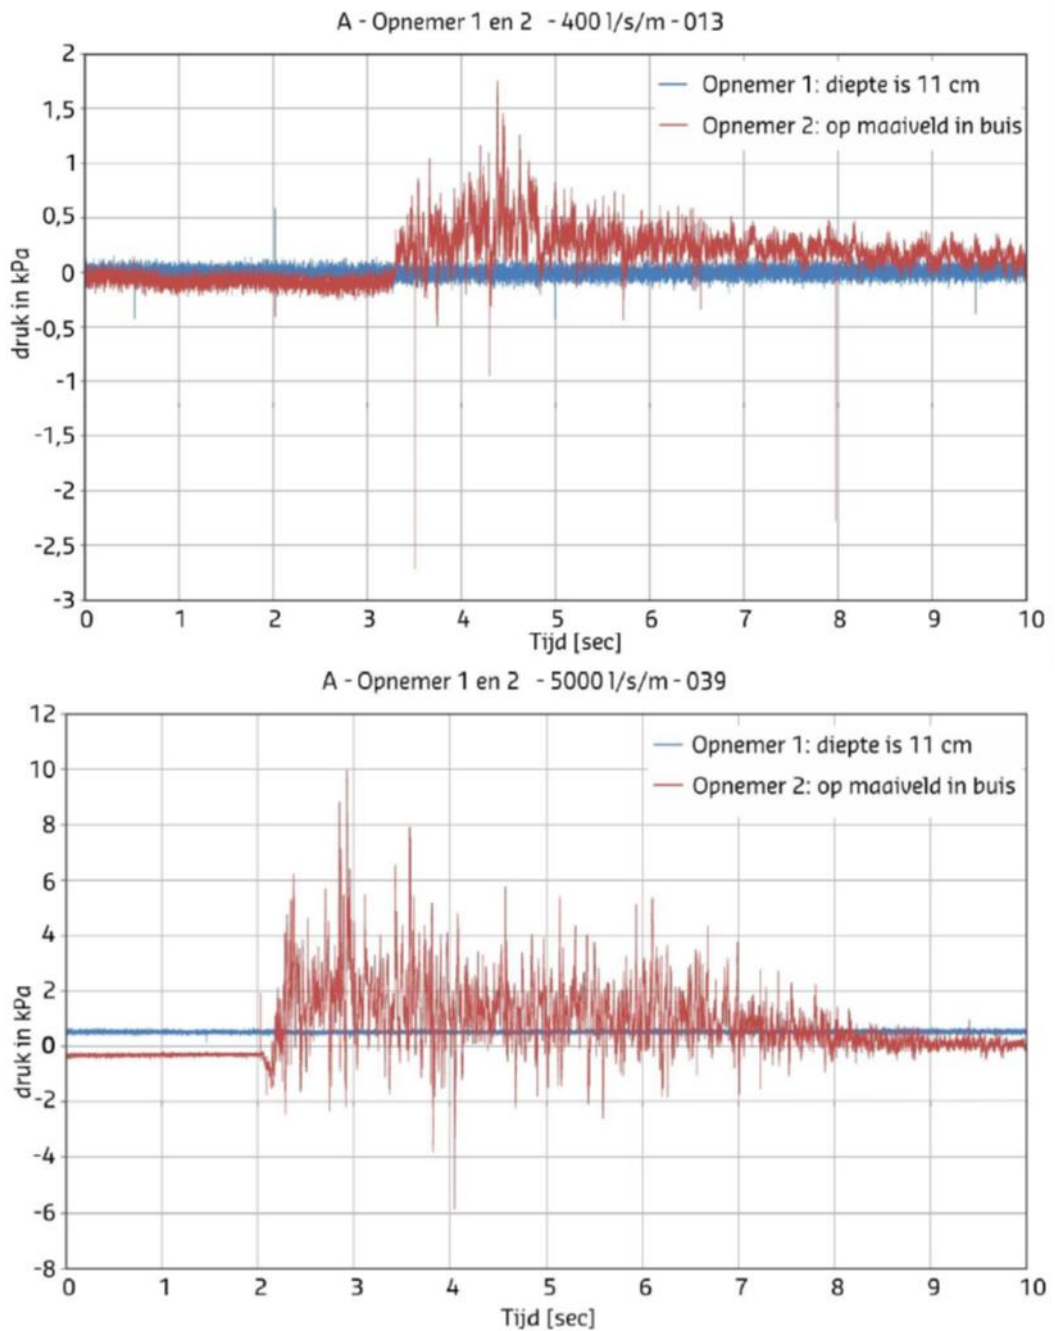 A - Opnemer 1 en 2 - 400 l/s/m - 013
2
1,5
1
0,5
0
-0,5
-1
-1,5
-2
-2,5
-3
druk in kPa
Opnemer 1: diepte is 11 cm
Opnemer 2: op maaiveld in buis
0 1 2 3 4 5 6 7 8 9 10
Tijd [sec]
A - Opnemer 1 en 2 - 5000 l/s/m - 039
12
10
8
6
4
2
0
-2
-4
-6
-8
druk in kPa
Opnemer 1: diepte is 11 cm
Opnemer 2: op maaiveld in buis
0 1 2 3 4 5 6 7 8 9 10
Tijd [sec]